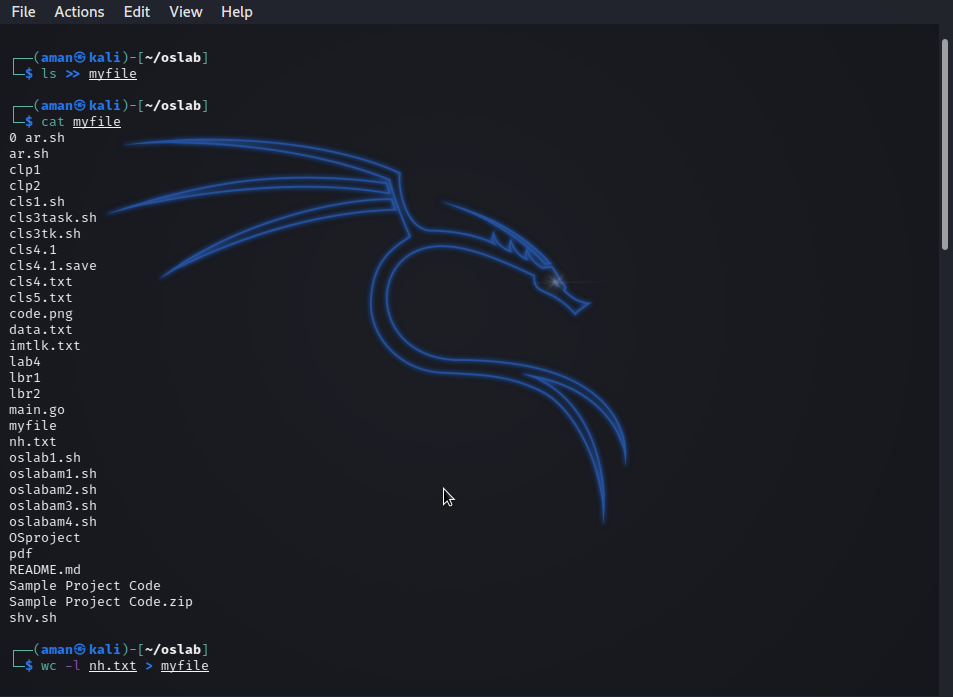 File Actions Edit View Help
┌──(aman㉿kali)-[~/oslab]
└─$ ls >> myfile
┌──(aman㉿kali)-[~/oslab]
└─$ cat myfile
0 ar.sh
ar.sh
clp1
clp2
cls1.sh
cls3task.sh
cls3tk.sh
cls4.1
cls4.1.save
cls4.txt
cls5.txt
code.png
data.txt
imtlk.txt
lab4
lbr1
lbr2
main.go
myfile
nh.txt
oslab1.sh
oslabam1.sh
oslabam2.sh
oslabam3.sh
oslabam4.sh
OSproject
pdf
README.md
Sample Project Code
Sample Project Code.zip
shv.sh
┌──(aman㉿kali)-[~/oslab]
└─$ wc -l nh.txt > myfile